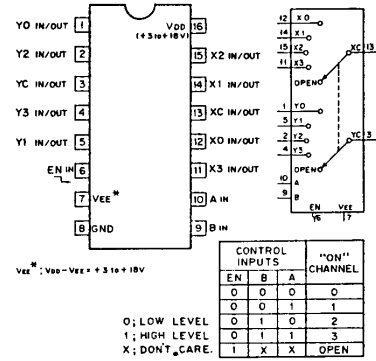 YO IN/OUT 1
Y2 IN/OUT 2
YC IN/OUT 3
Y3 IN/OUT 4
Y1 IN/OUT 5
EN IN 6
7 VEE*
8 GND
VDD 16
(+3 to +18V)
15 X2 IN/OUT
14 X1 IN/OUT
13 XC IN/OUT
12 XO IN/OUT
11 X3 IN/OUT
10 A IN
9 B IN
12 XO
14 X1
15 X2
11 X3
OPEN
XC 13
1 YO
5 Y1
2 Y2
4 Y3
OPEN
YC 3
10 A
9 B
EN VEE
6 7
VEE*; VDD-VEE = +3 to +18V
O; LOW LEVEL
1; HIGH LEVEL
X; DON'T CARE.
CONTROL INPUTS "ON" CHANNEL
EN B A
0 0 0 0
0 0 1 1
0 1 0 2
0 1 1 3
1 X X OPEN